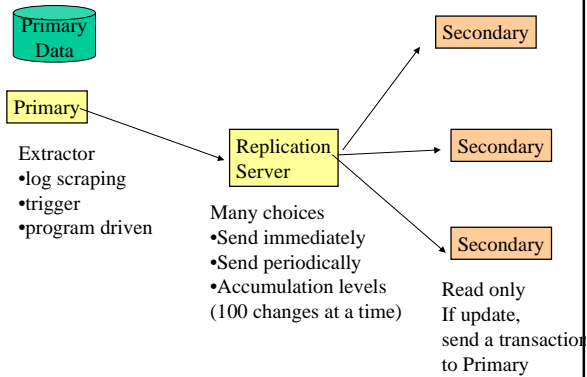 Primary
Data
Primary
Extractor
•log scraping
•trigger
•program driven
Replication
Server
Many choices
•Send immediately
•Send periodically
•Accumulation levels
(100 changes at a time)
Secondary
Secondary
Secondary
Read only
If update,
send a transaction
to Primary